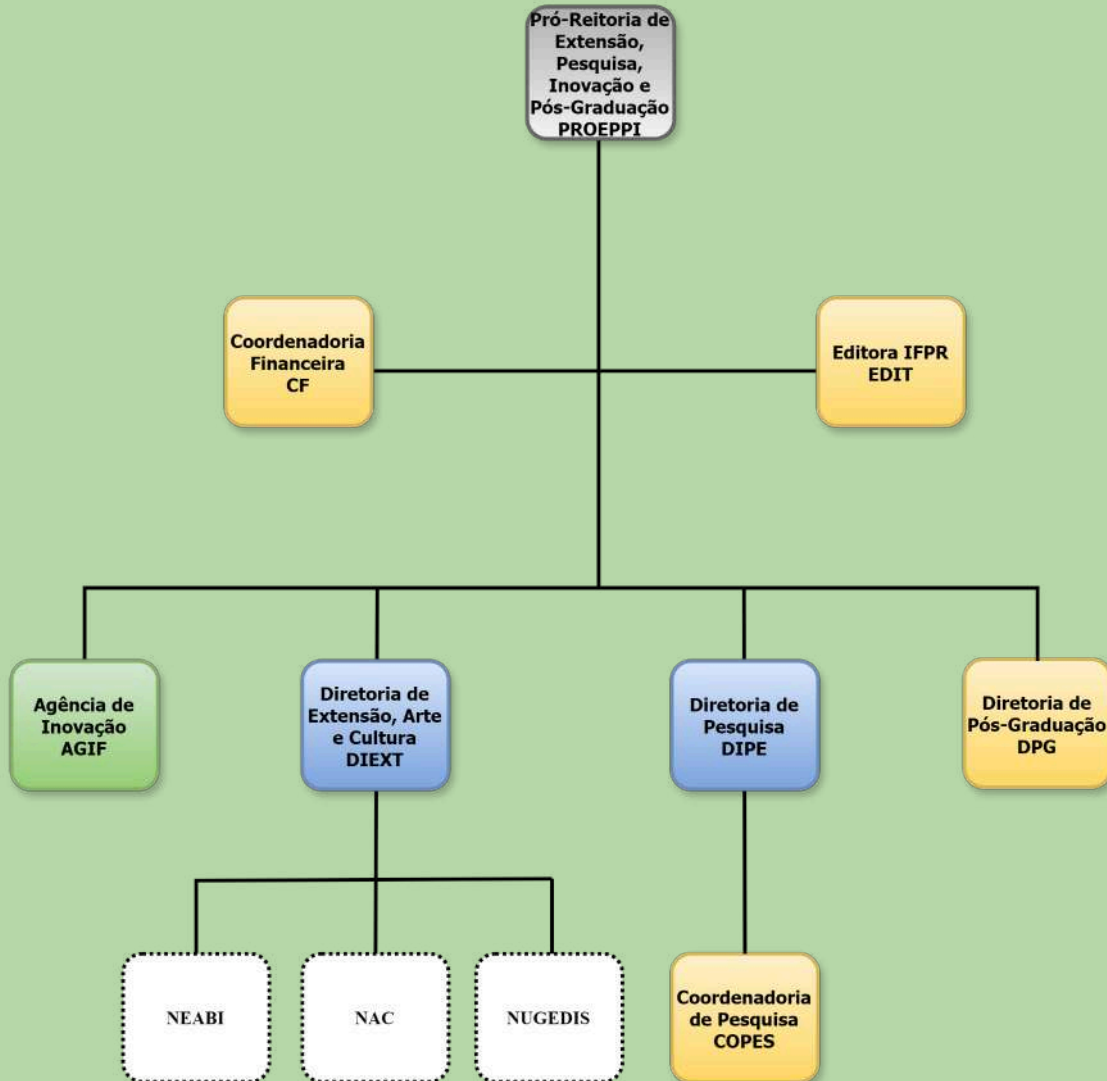 Pró-Reitoria de
Extensão,
Pesquisa,
Inovação e
Pós-Graduação
PROEPPI
Coordenadoria
Financeira
CF
Editora IFPR
EDIT
Agência de
Inovação
AGIF
Diretoria de
Extensão, Arte
e Cultura
DIEXT
Diretoria de
Pesquisa
DIPE
Diretoria de
Pós-Graduação
DPG
NEABI
NAC
NUGEDIS
Coordenadoria
de Pesquisa
COPES